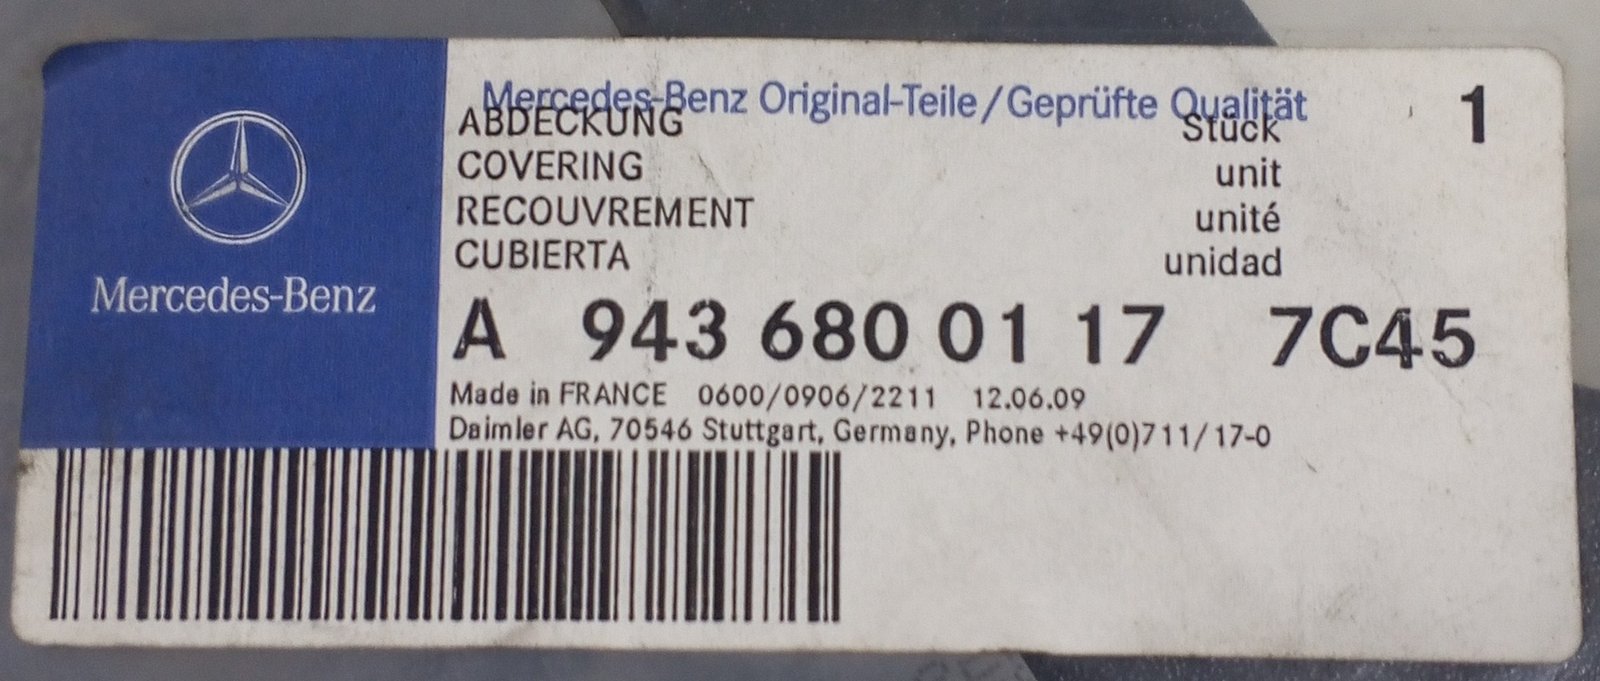 Mercedes-Benz
Mercedes-Benz Original-Teile/Geprüfte Qualität
ABDECKUNG Stück 1
COVERING unit
RECOUVREMENT unité
CUBIERTA unidad
A 943 680 01 17 7C45
Made in FRANCE 0600/0906/2211 12.06.09
Daimler AG, 70546 Stuttgart, Germany, Phone +49(0)711/17-0